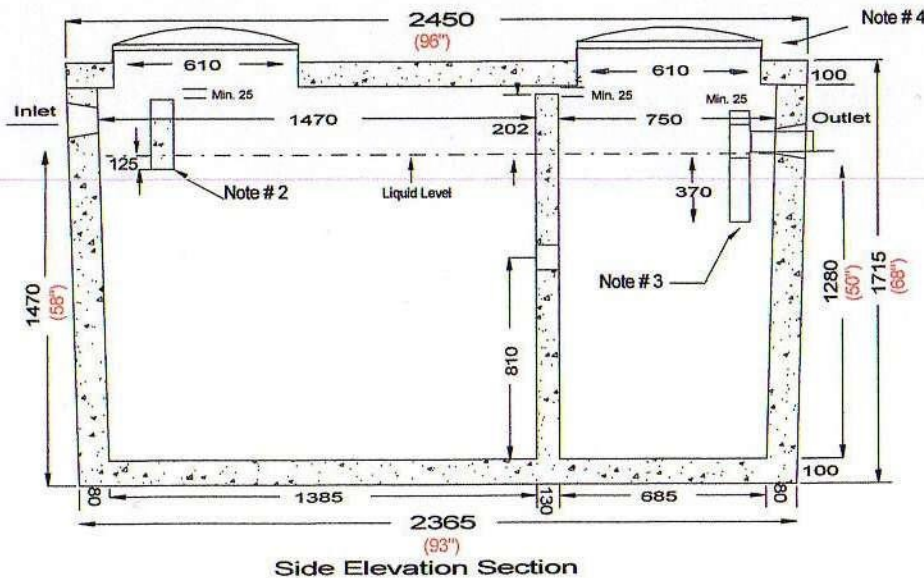 2450
(96")
Note # 4
610
610
100
Min. 25
Min. 25
Min. 25
Inlet
1470
202
750
Outlet
125
Note # 2
Liquid Level
370
Note # 3
1470
(58")
810
1280
(50")
1715
(68")
100
80
1385
130
685
80
2365
(93")
Side Elevation Section